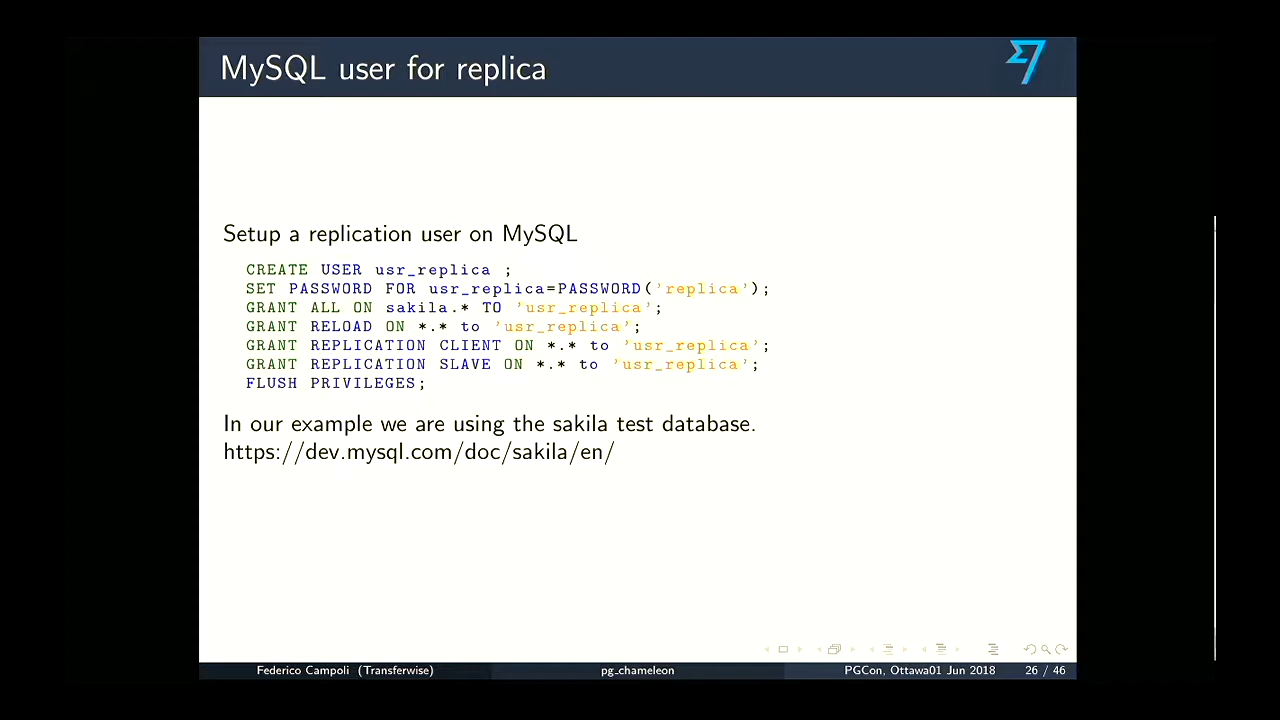 MySQL user for replica
Setup a replication user on MySQL
CREATE USER usr_replica ;
SET PASSWORD FOR usr_replica=PASSWORD('replica');
GRANT ALL ON sakila.* TO 'usr_replica';
GRANT RELOAD ON *.* to 'usr_replica';
GRANT REPLICATION CLIENT ON *.* to 'usr_replica';
GRANT REPLICATION SLAVE ON *.* to 'usr_replica';
FLUSH PRIVILEGES;
In our example we are using the sakila test database.
https://dev.mysql.com/doc/sakila/en/
Federico Campoli (Transferwise) pg_chameleon PGCon, Ottawa01 Jun 2018 26 / 46